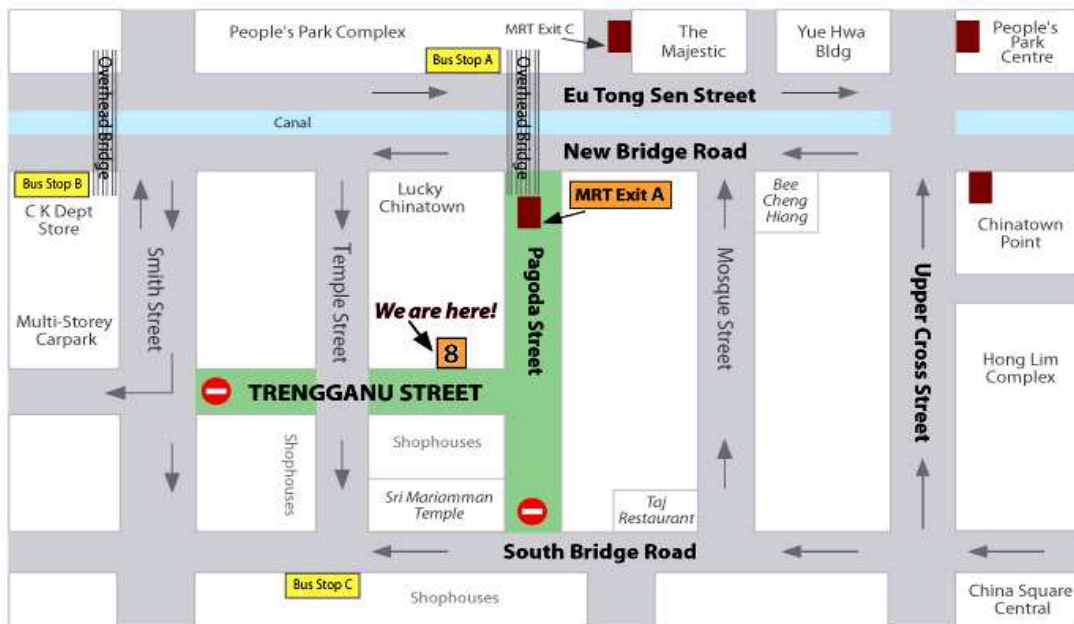 People's Park Complex
MRT Exit C
The
Majestic
Yue Hwa
Bldg
People's
Park
Centre
Bus Stop A
Overhead Bridge
Overhead Bridge
Eu Tong Sen Street
Canal
New Bridge Road
Bus Stop B
C K Dept
Store
Lucky
Chinatown
MRT Exit A
Bee
Cheng
Hiang
Chinatown
Point
Smith Street
Temple Street
Pagoda Street
Mosque Street
Upper Cross Street
We are here!
8
Multi-Storey
Carpark
Hong Lim
Complex
TRENGGANU STREET
Shophouses
Shophouses
Sri Mariamman
Temple
Taj
Restaurant
South Bridge Road
Bus Stop C
Shophouses
China Square
Central